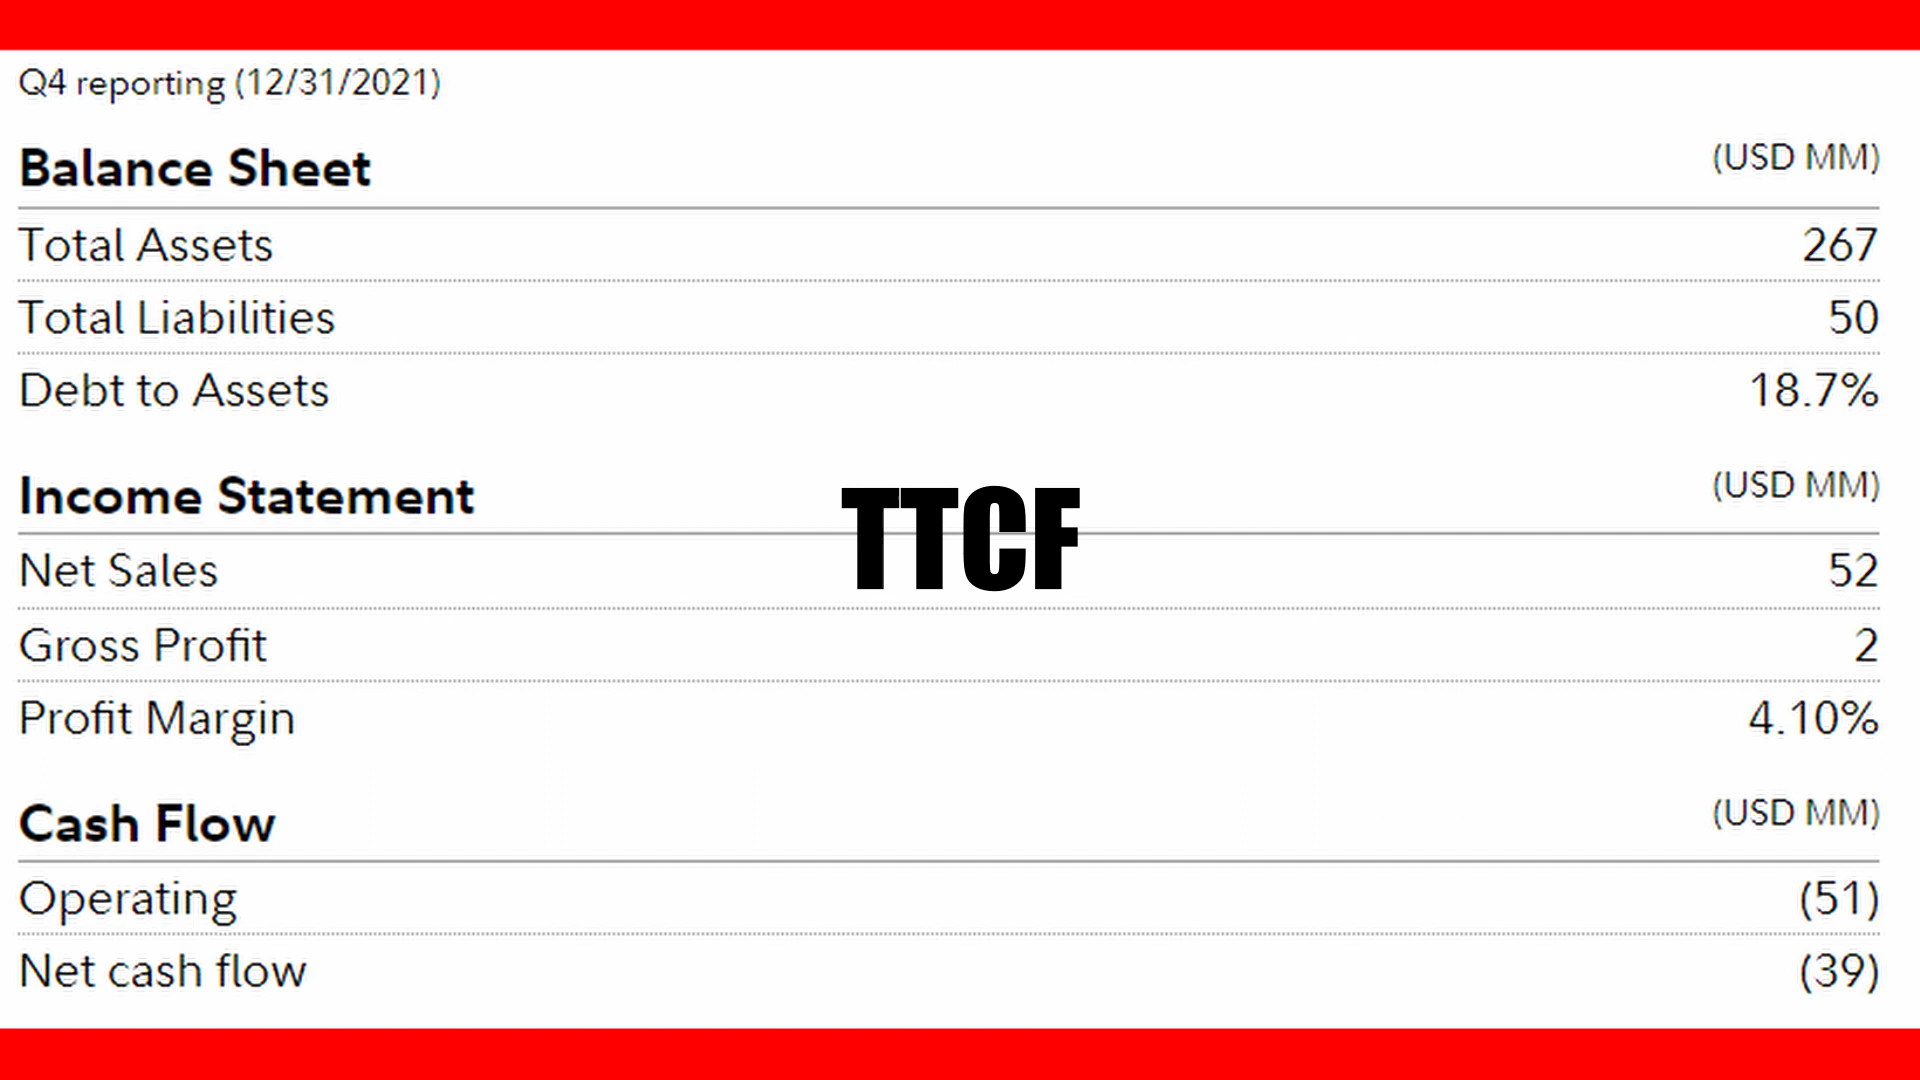 Q4 reporting (12/31/2021)
Balance Sheet (USD MM)
Total Assets 267
Total Liabilities 50
Debt to Assets 18.7%
Income Statement (USD MM)
TTCF
Net Sales 52
Gross Profit 2
Profit Margin 4.10%
Cash Flow (USD MM)
Operating (51)
Net cash flow (39)